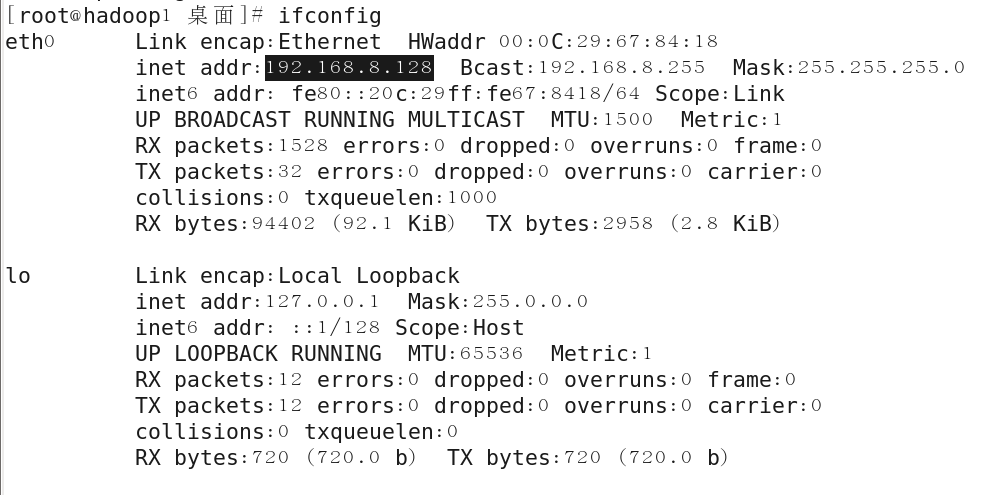 [root@hadoop1 桌面]# ifconfig
eth0      Link encap:Ethernet  HWaddr 00:0C:29:67:84:18
          inet addr:192.168.8.128  Bcast:192.168.8.255  Mask:255.255.255.0
          inet6 addr: fe80::20c:29ff:fe67:8418/64 Scope:Link
          UP BROADCAST RUNNING MULTICAST  MTU:1500  Metric:1
          RX packets:1528 errors:0 dropped:0 overruns:0 frame:0
          TX packets:32 errors:0 dropped:0 overruns:0 carrier:0
          collisions:0 txqueuelen:1000
          RX bytes:94402 (92.1 KiB)  TX bytes:2958 (2.8 KiB)

lo        Link encap:Local Loopback
          inet addr:127.0.0.1  Mask:255.0.0.0
          inet6 addr: ::1/128 Scope:Host
          UP LOOPBACK RUNNING  MTU:65536  Metric:1
          RX packets:12 errors:0 dropped:0 overruns:0 frame:0
          TX packets:12 errors:0 dropped:0 overruns:0 carrier:0
          collisions:0 txqueuelen:0
          RX bytes:720 (720.0 b)  TX bytes:720 (720.0 b)